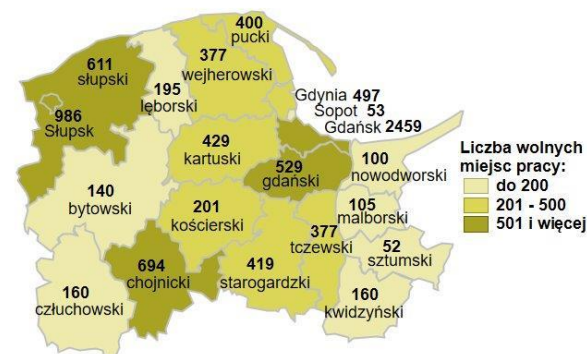 400
pucki
611
słupski
377
wejherowski
195
lęborski
Gdynia 497
Sopot 53
Gdańsk 2459
986
Słupsk
429
kartuski
529
gdański
100
nowodworski
140
bytowski
201
kościerski
377
tczewski
105
malborski
52
sztumski
694
chojnicki
419
starogardzki
160
człuchowski
160
kwidzyński
Liczba wolnych
miejsc pracy:
do 200
201 - 500
501 i więcej